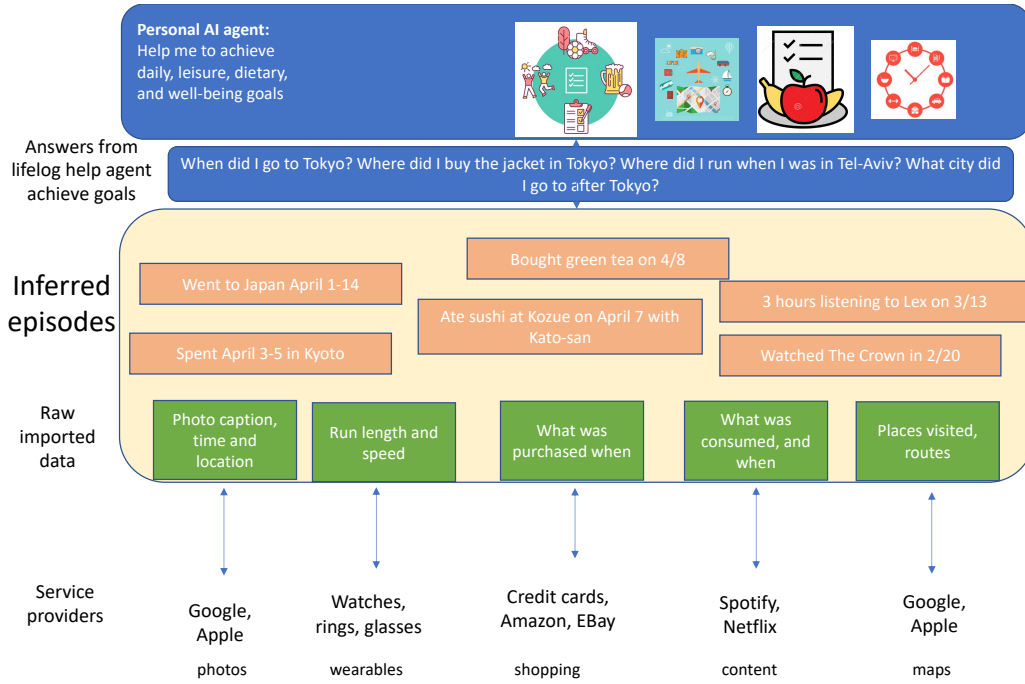 Personal AI agent:
Help me to achieve
daily, leisure, dietary,
and well-being goals
Answers from
lifelog help agent
achieve goals
When did I go to Tokyo? Where did I buy the jacket in Tokyo? Where did I run when I was in Tel-Aviv? What city did
I go to after Tokyo?
Inferred
episodes
Went to Japan April 1-14
Spent April 3-5 in Kyoto
Bought green tea on 4/8
Ate sushi at Kozue on April 7 with
Kato-san
3 hours listening to Lex on 3/13
Watched The Crown in 2/20
Raw
imported
data
Photo caption,
time and
location
Run length and
speed
What was
purchased when
What was
consumed, and
when
Places visited,
routes
Service
providers
Google,
Apple
Watches,
rings, glasses
Credit cards,
Amazon, EBay
Spotify,
Netflix
Google,
Apple
photos
wearables
shopping
content
maps